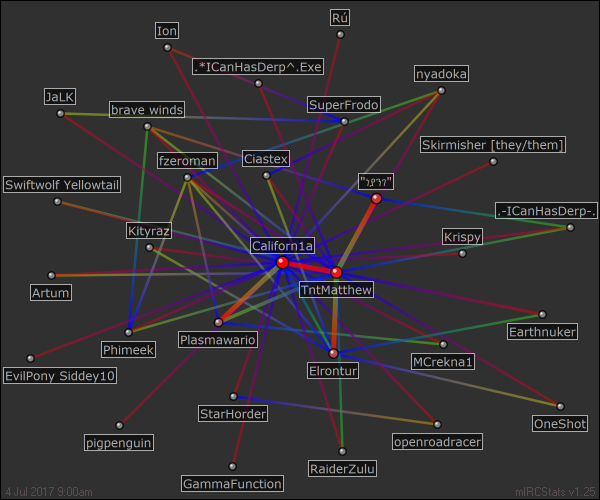 Rú
Ion
.*ICanHasDerp^.Exe
nyadoka
JaLK
brave winds
SuperFrodo
Skirmisher [they/them]
fzeroman
Ciastex
Swiftwolf Yellowtail
.-ICanHasDerp-.
Kityraz
Californ1a
Krispy
TntMatthew
Artum
Earthnuker
Phimeek
Plasmawario
MCrekna1
Elrontur
EvilPony Siddey10
StarHorder
OneShot
pigpenguin
openroadracer
RaiderZulu
GammaFunction
4 Jul 2017 9:00am
mIRCStats v1.25